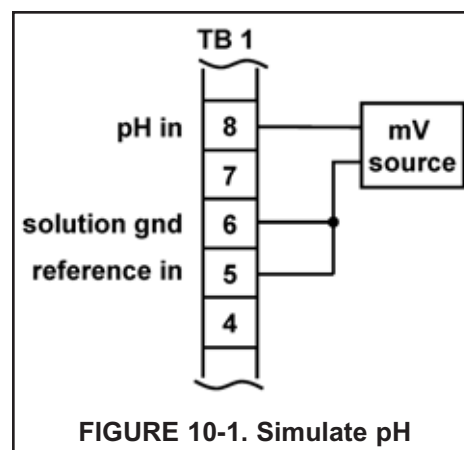 TB 1
pH in 8
mV
source
7
solution gnd 6
reference in 5
4
FIGURE 10-1. Simulate pH